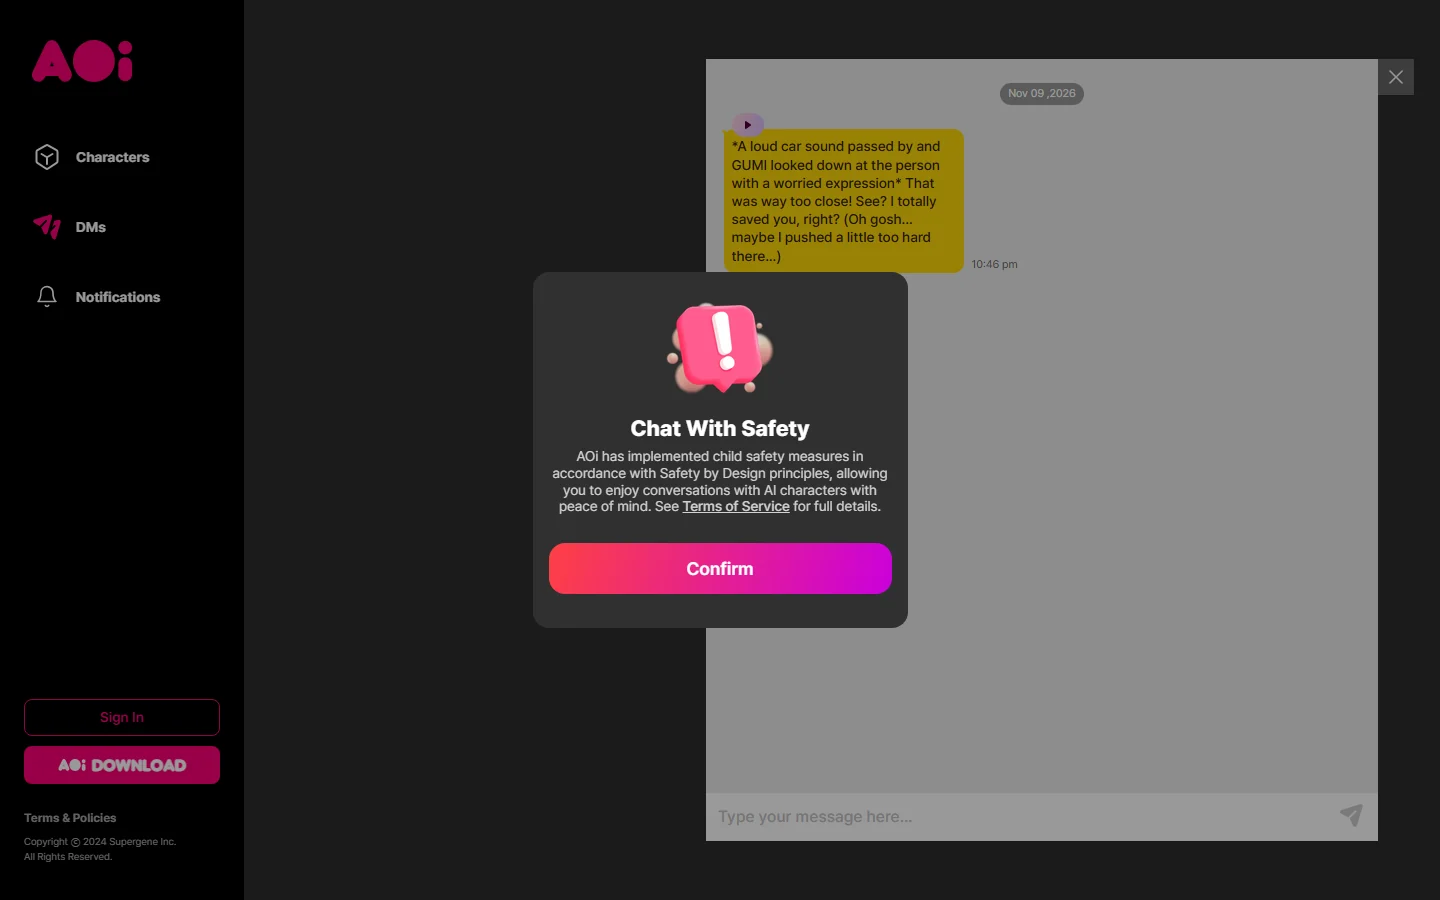 AOi
Characters
DMs
Notifications
Sign In
AOi DOWNLOAD
Terms & Policies
Copyright © 2024 Supergene Inc.
All Rights Reserved.
Nov 09 ,2026
*A loud car sound passed by and
GUMI looked down at the person
with a worried expression* That
was way too close! See? I totally
saved you, right? (Oh gosh...
maybe I pushed a little too hard
there...)
10:46 pm
Chat With Safety
AOi has implemented child safety measures in
accordance with Safety by Design principles, allowing
you to enjoy conversations with AI characters with
peace of mind. See Terms of Service for full details.
Confirm
Type your message here...